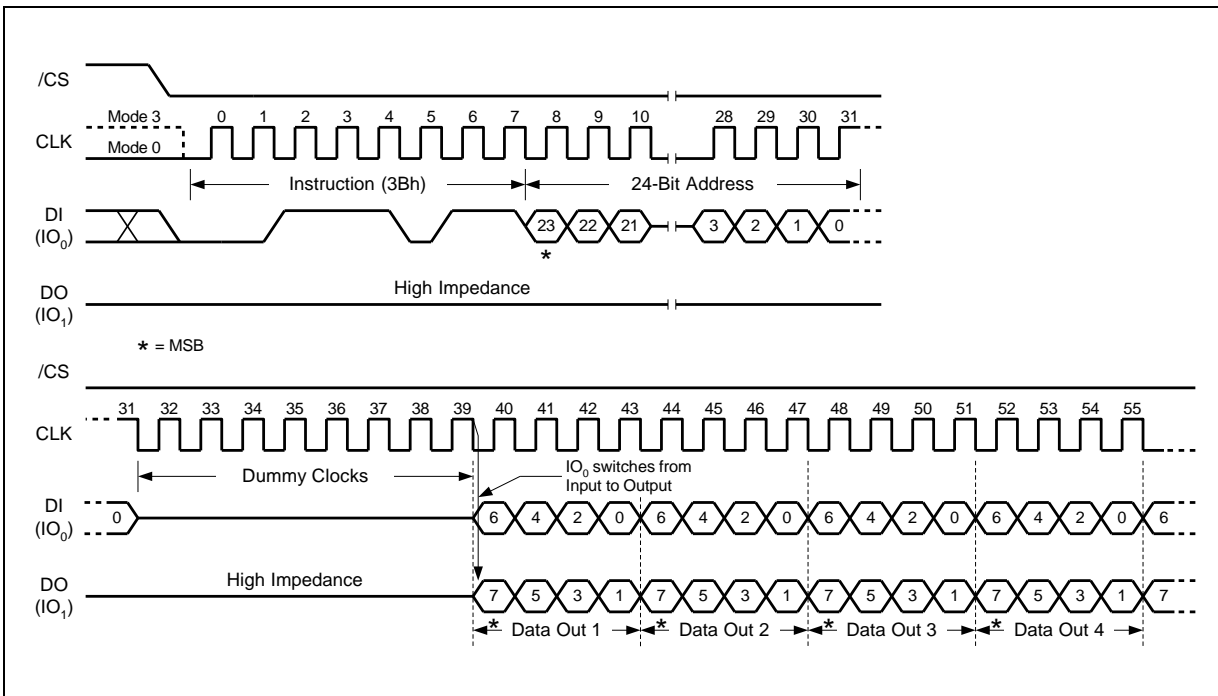 /CS
Mode 3
0 1 2 3 4 5 6 7 8 9 10 28 29 30 31
CLK
Mode 0
Instruction (3Bh)
24-Bit Address
DI
(IO0)
23 22 21 3 2 1 0
*
High Impedance
DO
(IO1)
* = MSB
/CS
31 32 33 34 35 36 37 38 39 40 41 42 43 44 45 46 47 48 49 50 51 52 53 54 55
CLK
Dummy Clocks
IO0 switches from
Input to Output
DI
(IO0)
0 6 4 2 0 6 4 2 0 6 4 2 0 6 4 2 0 6
High Impedance
DO
(IO1)
7 5 3 1 7 5 3 1 7 5 3 1 7 5 3 1 7
* Data Out 1 * Data Out 2 * Data Out 3 * Data Out 4